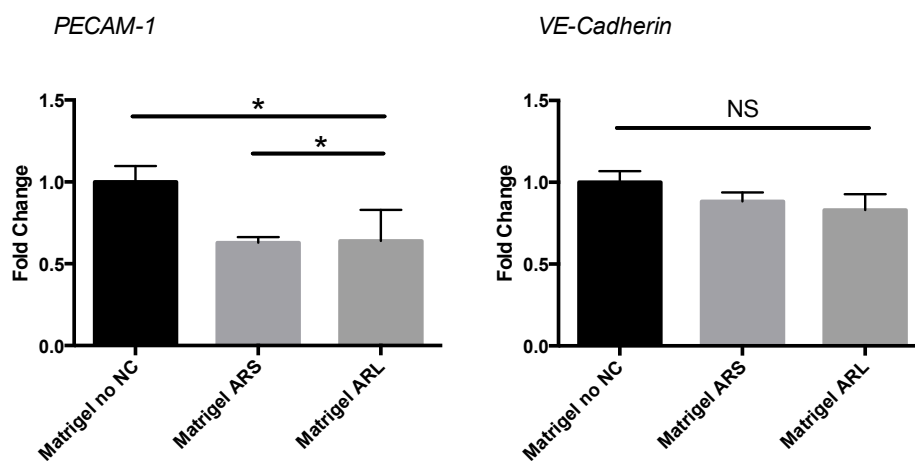 PECAM-1
*
*
1.5
1.0
0.5
0.0
Fold Change
Matrigel no NC
Matrigel ARS
Matrigel ARL
VE-Cadherin
NS
1.5
1.0
0.5
0.0
Fold Change
Matrigel no NC
Matrigel ARS
Matrigel ARL